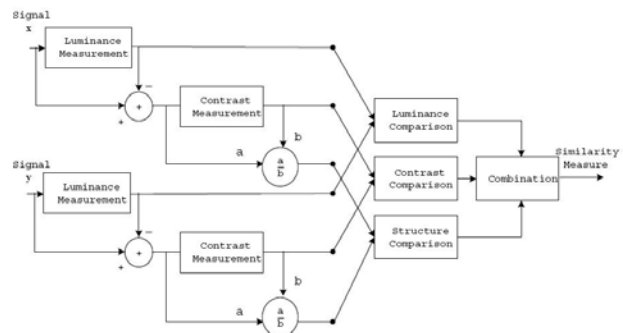 Signal
x
Luminance
Measurement
−
+
+
Contrast
Measurement
a
b
a
b
Signal
y
Luminance
Measurement
−
+
+
Contrast
Measurement
a
b
a
b
Luminance
Comparison
Contrast
Comparison
Structure
Comparison
Combination
Similarity
Measure